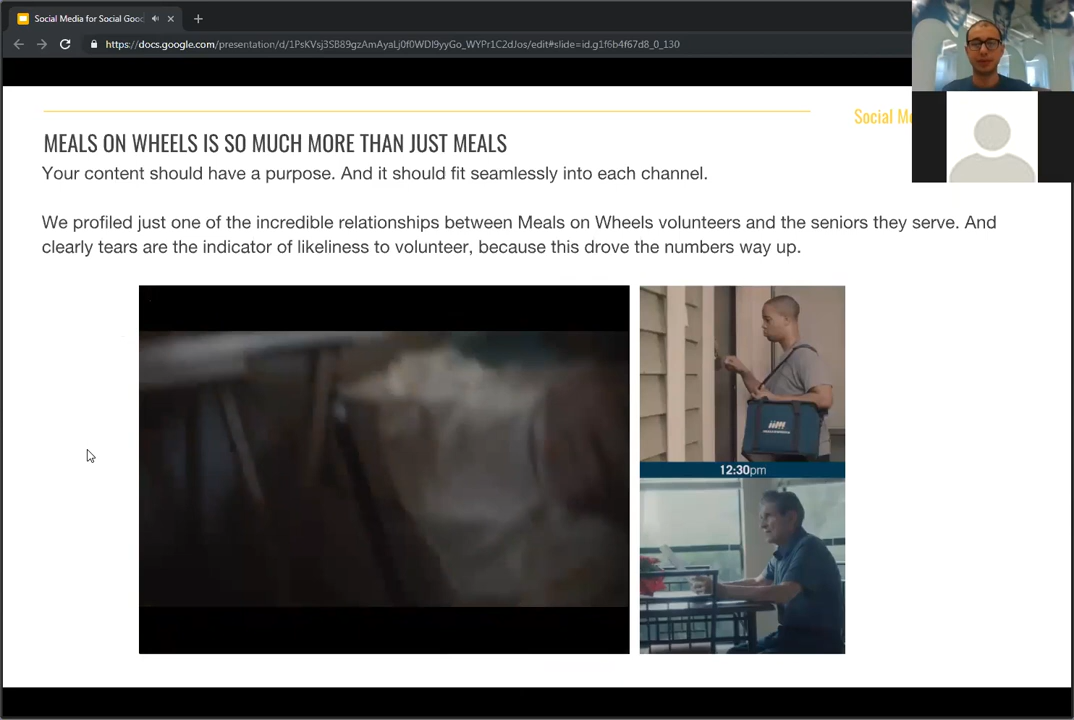 Social Media for Social Good
https://docs.google.com/presentation/d/1PsKVsj3SB89gzAmAyaLj0f0WDl9yyGo_WYPr1C2dJos/edit#slide=id.g1f6b4f67d8_0_130
Social Me
MEALS ON WHEELS IS SO MUCH MORE THAN JUST MEALS
Your content should have a purpose. And it should fit seamlessly into each channel.
We profiled just one of the incredible relationships between Meals on Wheels volunteers and the seniors they serve. And
clearly tears are the indicator of likeliness to volunteer, because this drove the numbers way up.
12:30pm